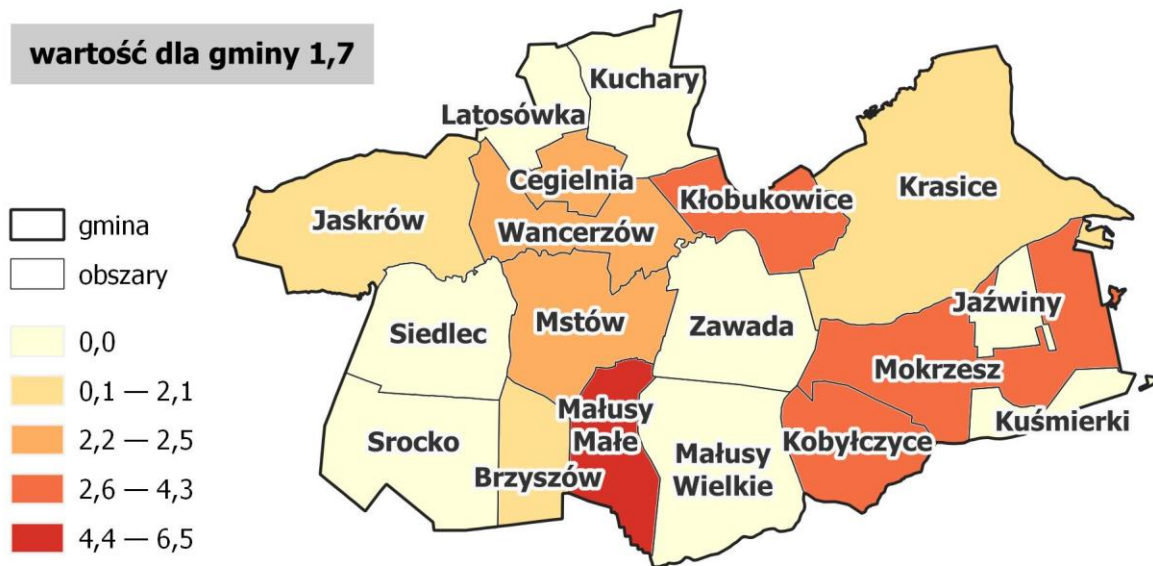 wartość dla gminy 1,7
Kuchary
Latosówka
Cegielnia
Kłobukowice
Krasice
Jaskrów
Wancerzów
gmina
obszary
Siedlec
Mstów
Zawada
Jaźwiny
0,0
0,1 — 2,1
2,2 — 2,5
2,6 — 4,3
4,4 — 6,5
Mokrzesz
Małusy
Małe
Kuśmierki
Srocko
Kobyłczyce
Brzyszów
Małusy
Wielkie